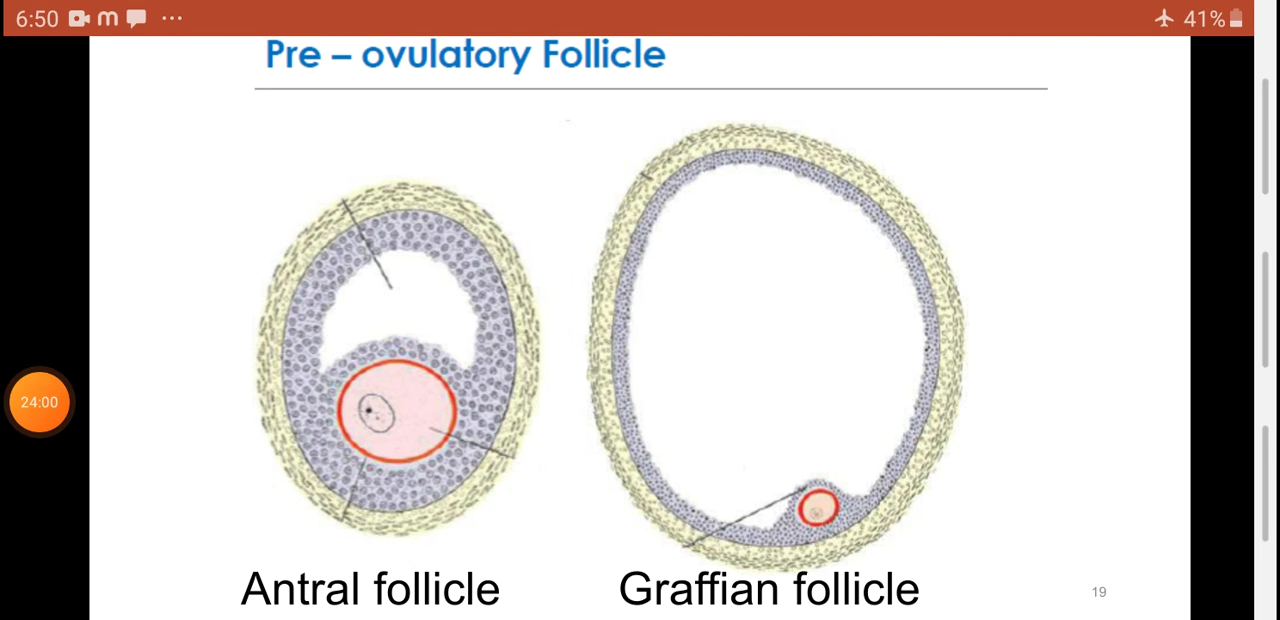 6:50 m ... 41%
Pre – ovulatory Follicle
24:00
Antral follicle Graffian follicle
19